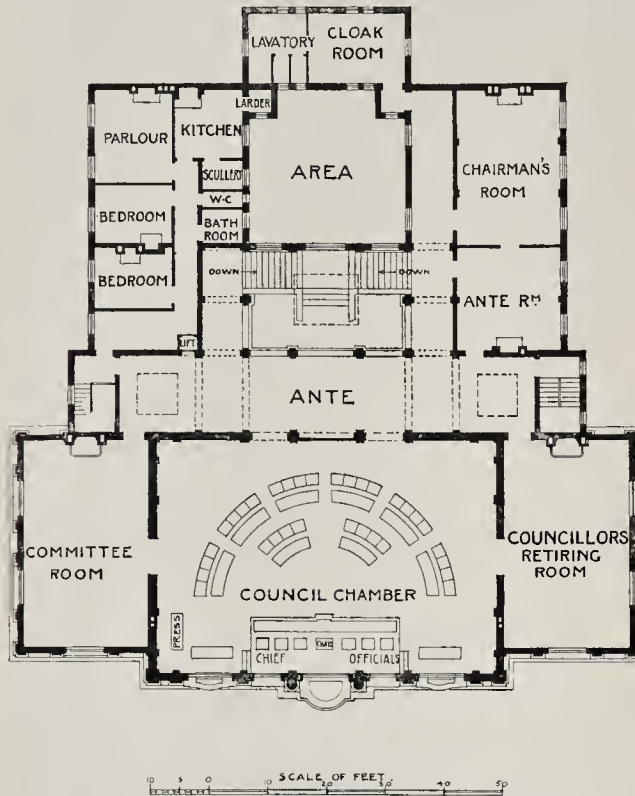 LAVATORY
CLOAK
ROOM
LARDER
PARLOUR
KITCHEN
AREA
CHAIRMAN'S
ROOM
SCULLERY
W-C
BEDROOM
BATH
ROOM
BEDROOM
DOWN
DOWN
ANTE RM
LIFT
ANTE
COMMITTEE
ROOM
COUNCILLORS
RETIRING
ROOM
COUNCIL CHAMBER
PRESS
CHIEF
OFFICIALS
SCALE OF FEET
10 5 0 10 20 30 40 50